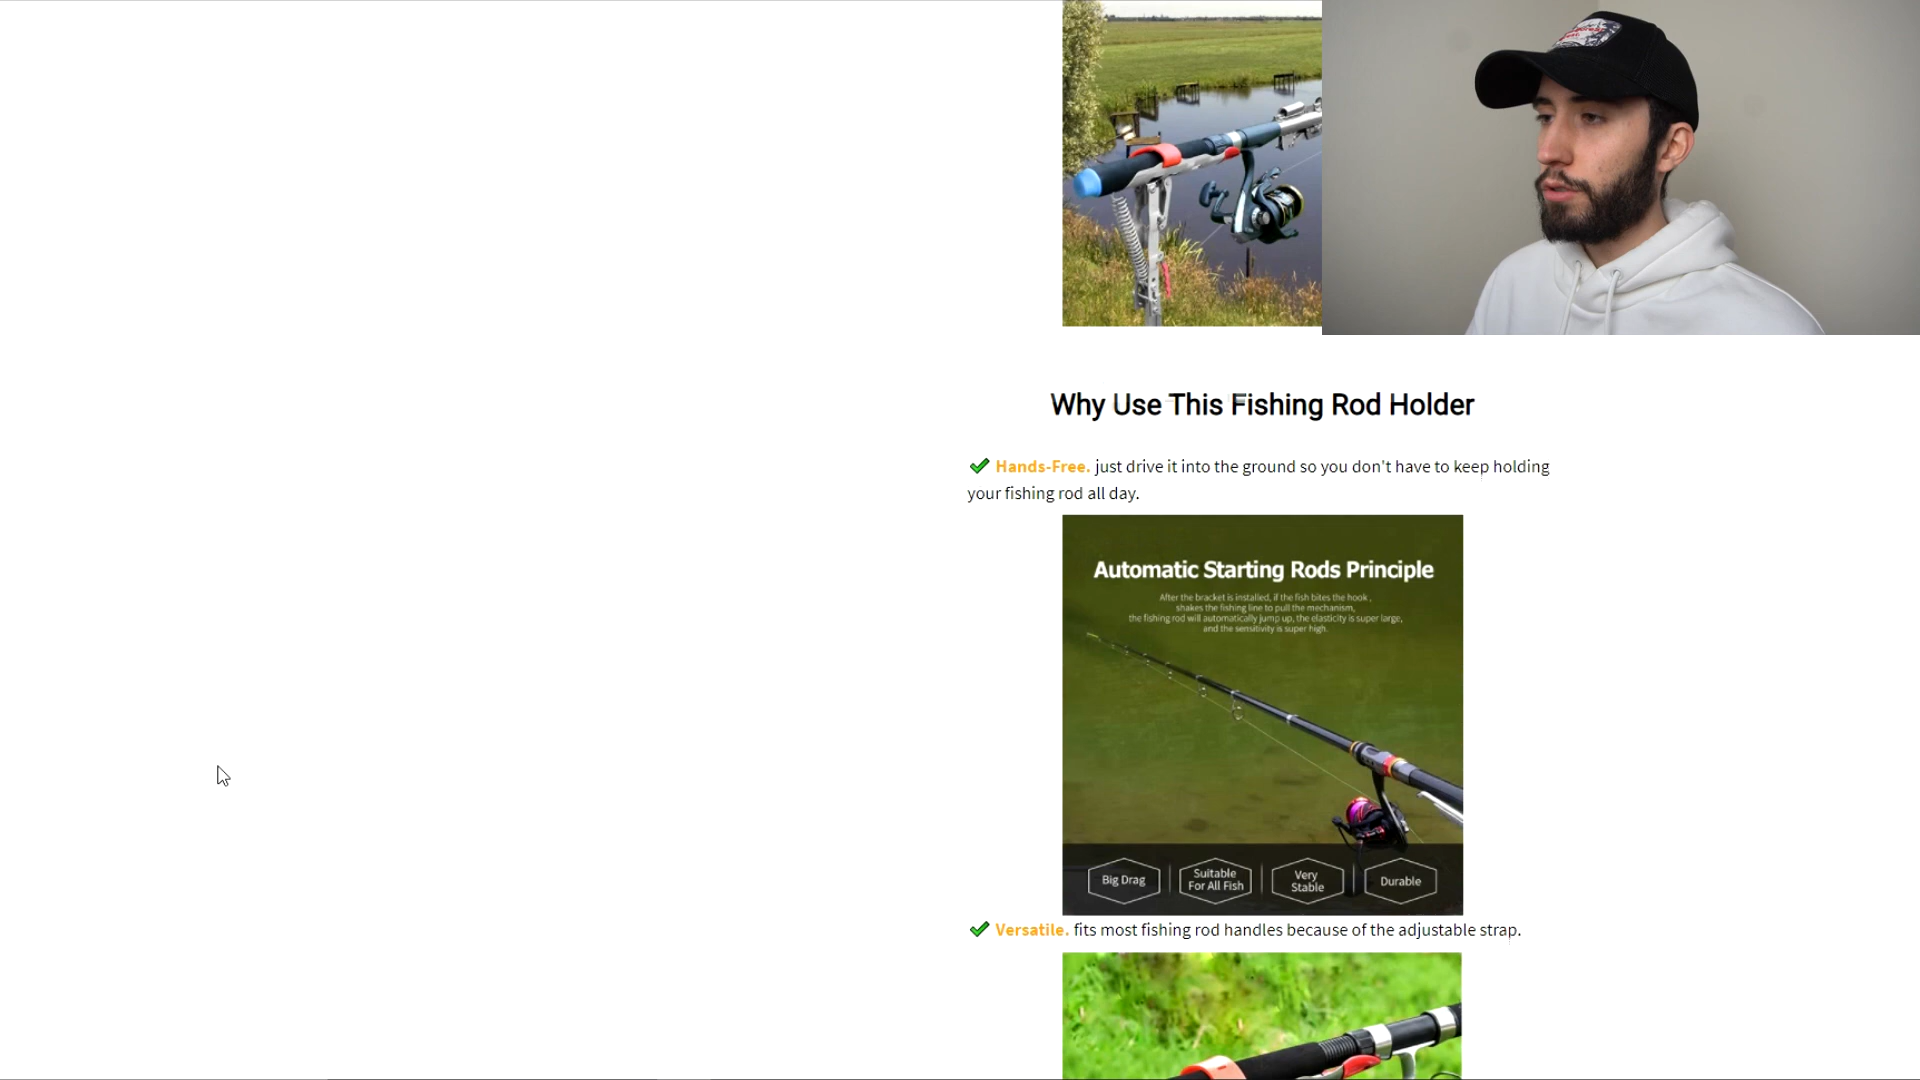 Why Use This Fishing Rod Holder
Hands-Free. just drive it into the ground so you don't have to keep holding
your fishing rod all day.
Automatic Starting Rods Principle
After the bracket is installed, if the fish bites the hook ,
shakes the fishing line to pull the mechanism,
the fishing rod will automatically jump up, the elasticity is super large,
and the sensitivity is super high.
Big Drag
Suitable
For All Fish
Very
Stable
Durable
Versatile. fits most fishing rod handles because of the adjustable strap.